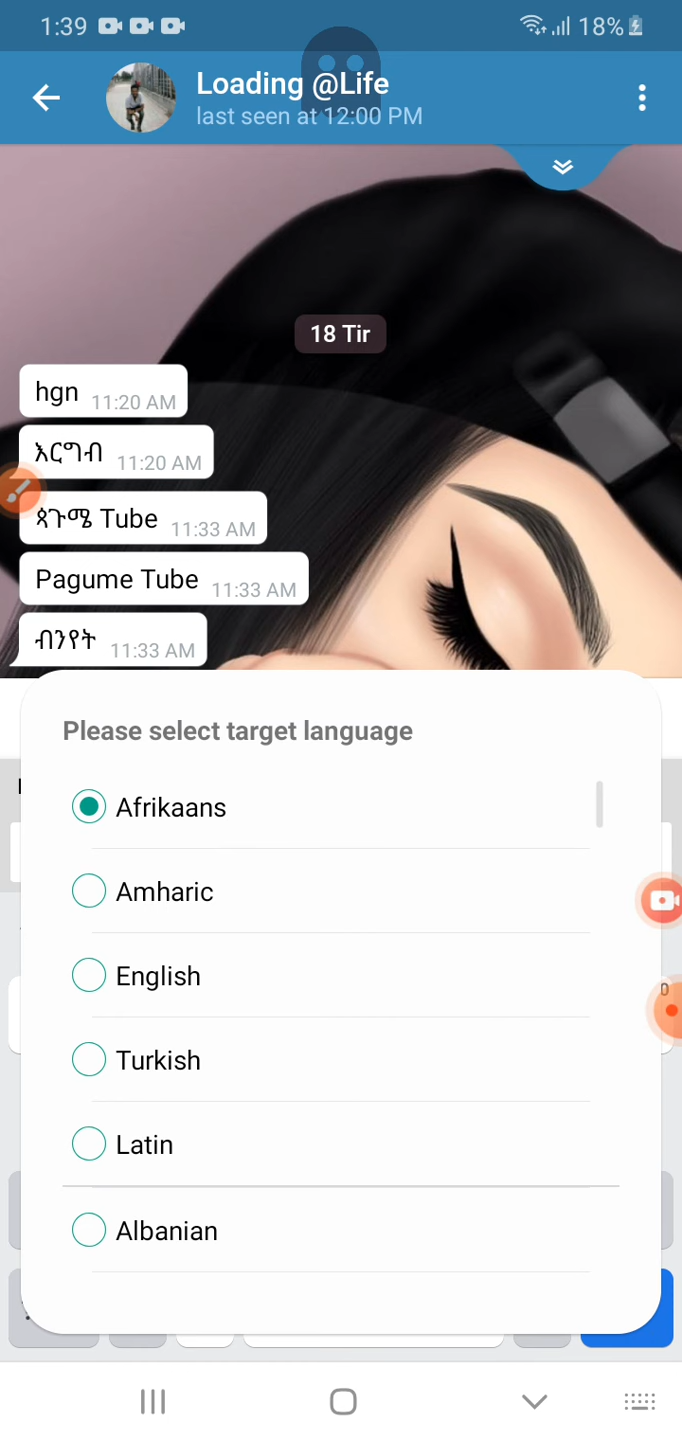 1:39
18%
Loading @Life
last seen at 12:00 PM
18 Tir
hgn 11:20 AM
እርግብ 11:20 AM
ጳጉሜ Tube 11:33 AM
Pagume Tube 11:33 AM
ብንየት 11:33 AM
Please select target language
Afrikaans
Amharic
English
0
Turkish
Latin
Albanian